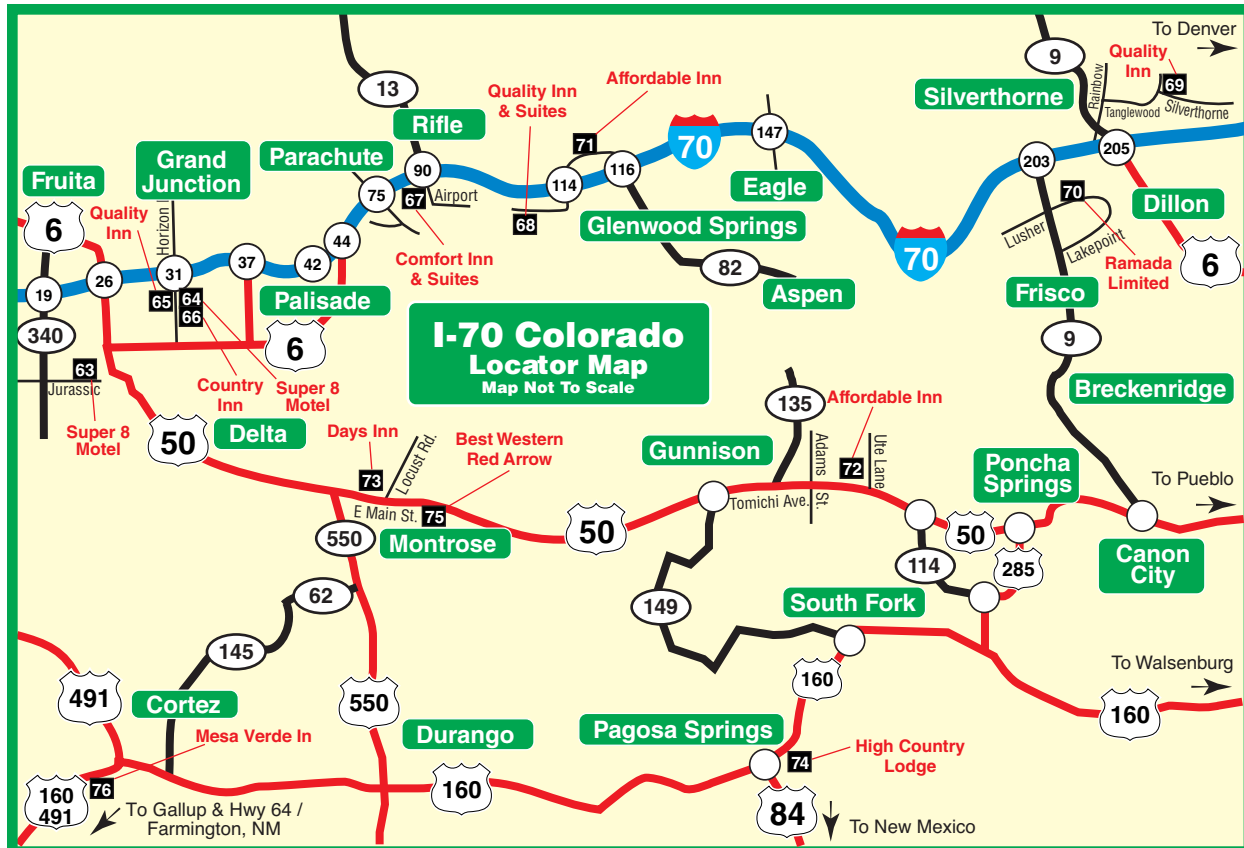 To Denver
9
Quality
Inn
69
Silverthorne
Rainbow
Tanglewood
Silverthorne
13
Rifle
Quality Inn
& Suites
Affordable Inn
71
70
147
Eagle
203
205
Parachute
75
90
Airport
67
Comfort Inn
& Suites
114
116
68
Glenwood Springs
82
Aspen
70
Lusher
70
Lakepoint
Ramada
Limited
Dillon
6
Frisco
9
Breckenridge
Fruita
6
Grand
Junction
Quality
Inn
Horizon
19
26
31
37
42
44
65
64
66
Palisade
6
340
63
Jurassic
Super 8
Motel
Country
Inn
Super 8
Motel
I-70 Colorado
Locator Map
Map Not To Scale
50
Delta
Days Inn
73
Locust Rd.
Best Western
Red Arrow
E Main St.
75
Montrose
50
Gunnison
135
Affordable Inn
72
Adams
St.
Ute Lane
Tomichi Ave.
Poncha
Springs
To Pueblo
50
285
114
Canon
City
550
62
145
149
South Fork
160
To Walsenburg
160
491
Cortez
Mesa Verde In
76
160
491
To Gallup & Hwy 64 /
Farmington, NM
550
Durango
160
Pagosa Springs
74
High Country
Lodge
84
To New Mexico